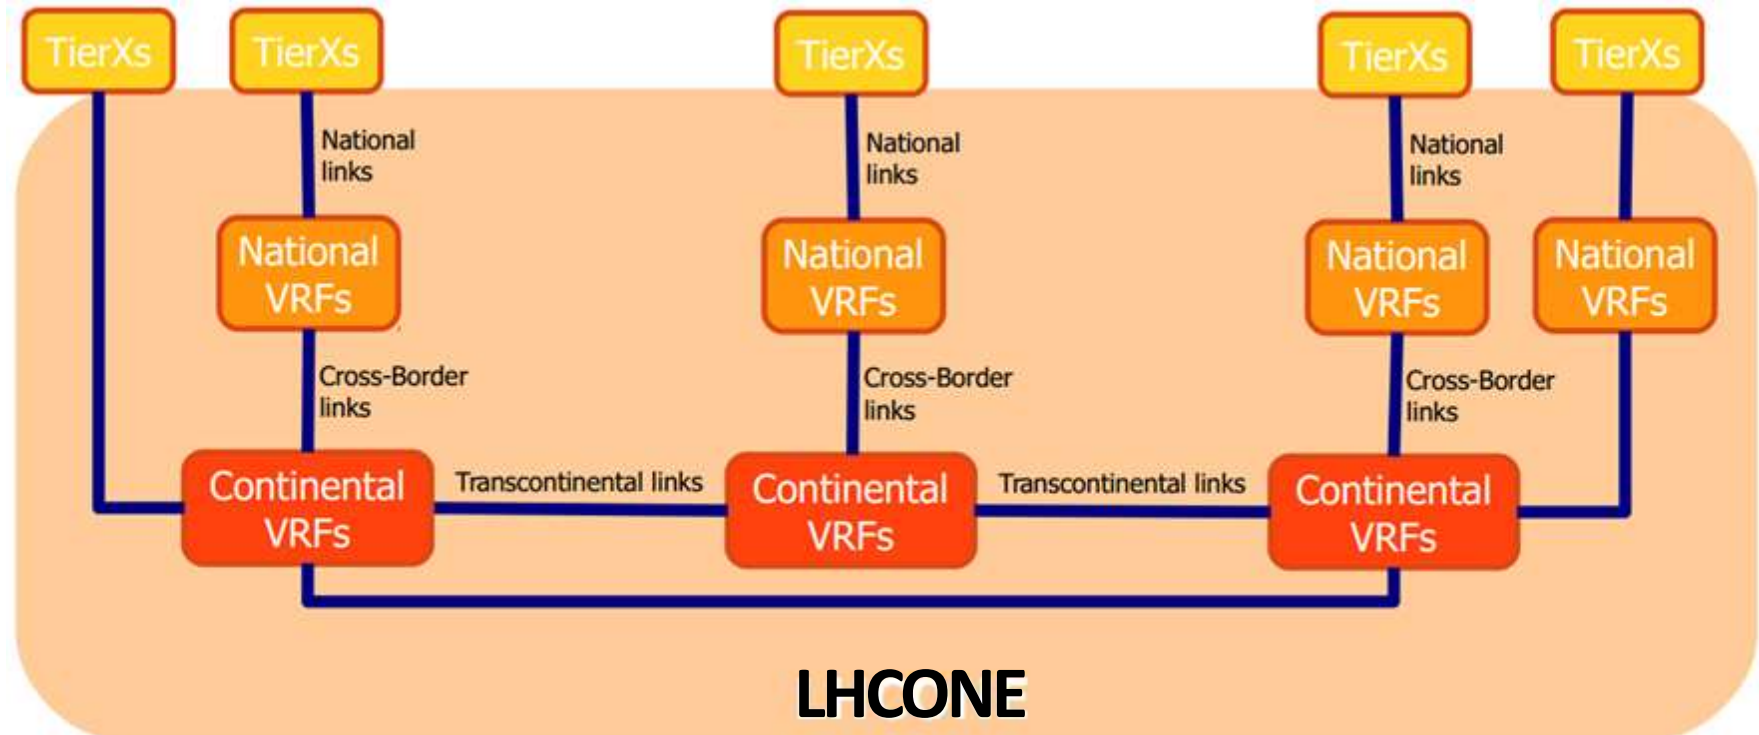 TierXs
TierXs
TierXs
TierXs
TierXs
National
links
National
links
National
links
National
VRFs
National
VRFs
National
VRFs
National
VRFs
Cross-Border
links
Cross-Border
links
Cross-Border
links
Continental
VRFs
Transcontinental links
Continental
VRFs
Transcontinental links
Continental
VRFs
LHCONE